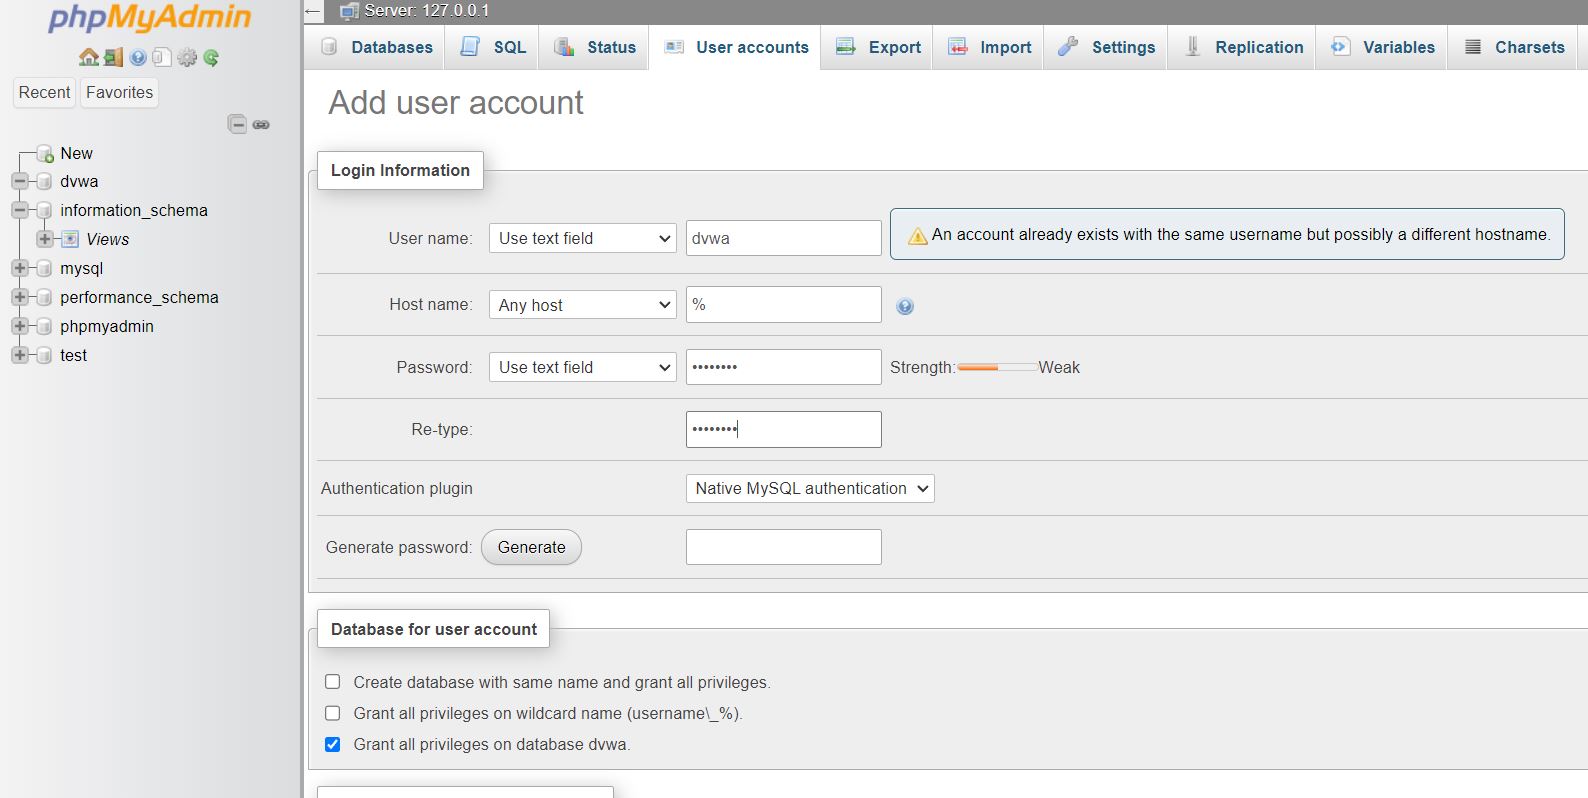 phpMyAdmin
Recent Favorites
New
dvwa
information_schema
Views
mysql
performance_schema
phpmyadmin
test
Server: 127.0.0.1
Databases SQL Status User accounts Export Import Settings Replication Variables Charsets
Add user account
Login Information
User name: Use text field dvwa An account already exists with the same username but possibly a different hostname.
Host name: Any host %
Password: Use text field •••••••• Strength: Weak
Re-type: ••••••••
Authentication plugin Native MySQL authentication
Generate password: Generate
Database for user account
Create database with same name and grant all privileges.
Grant all privileges on wildcard name (username\_%).
Grant all privileges on database dvwa.